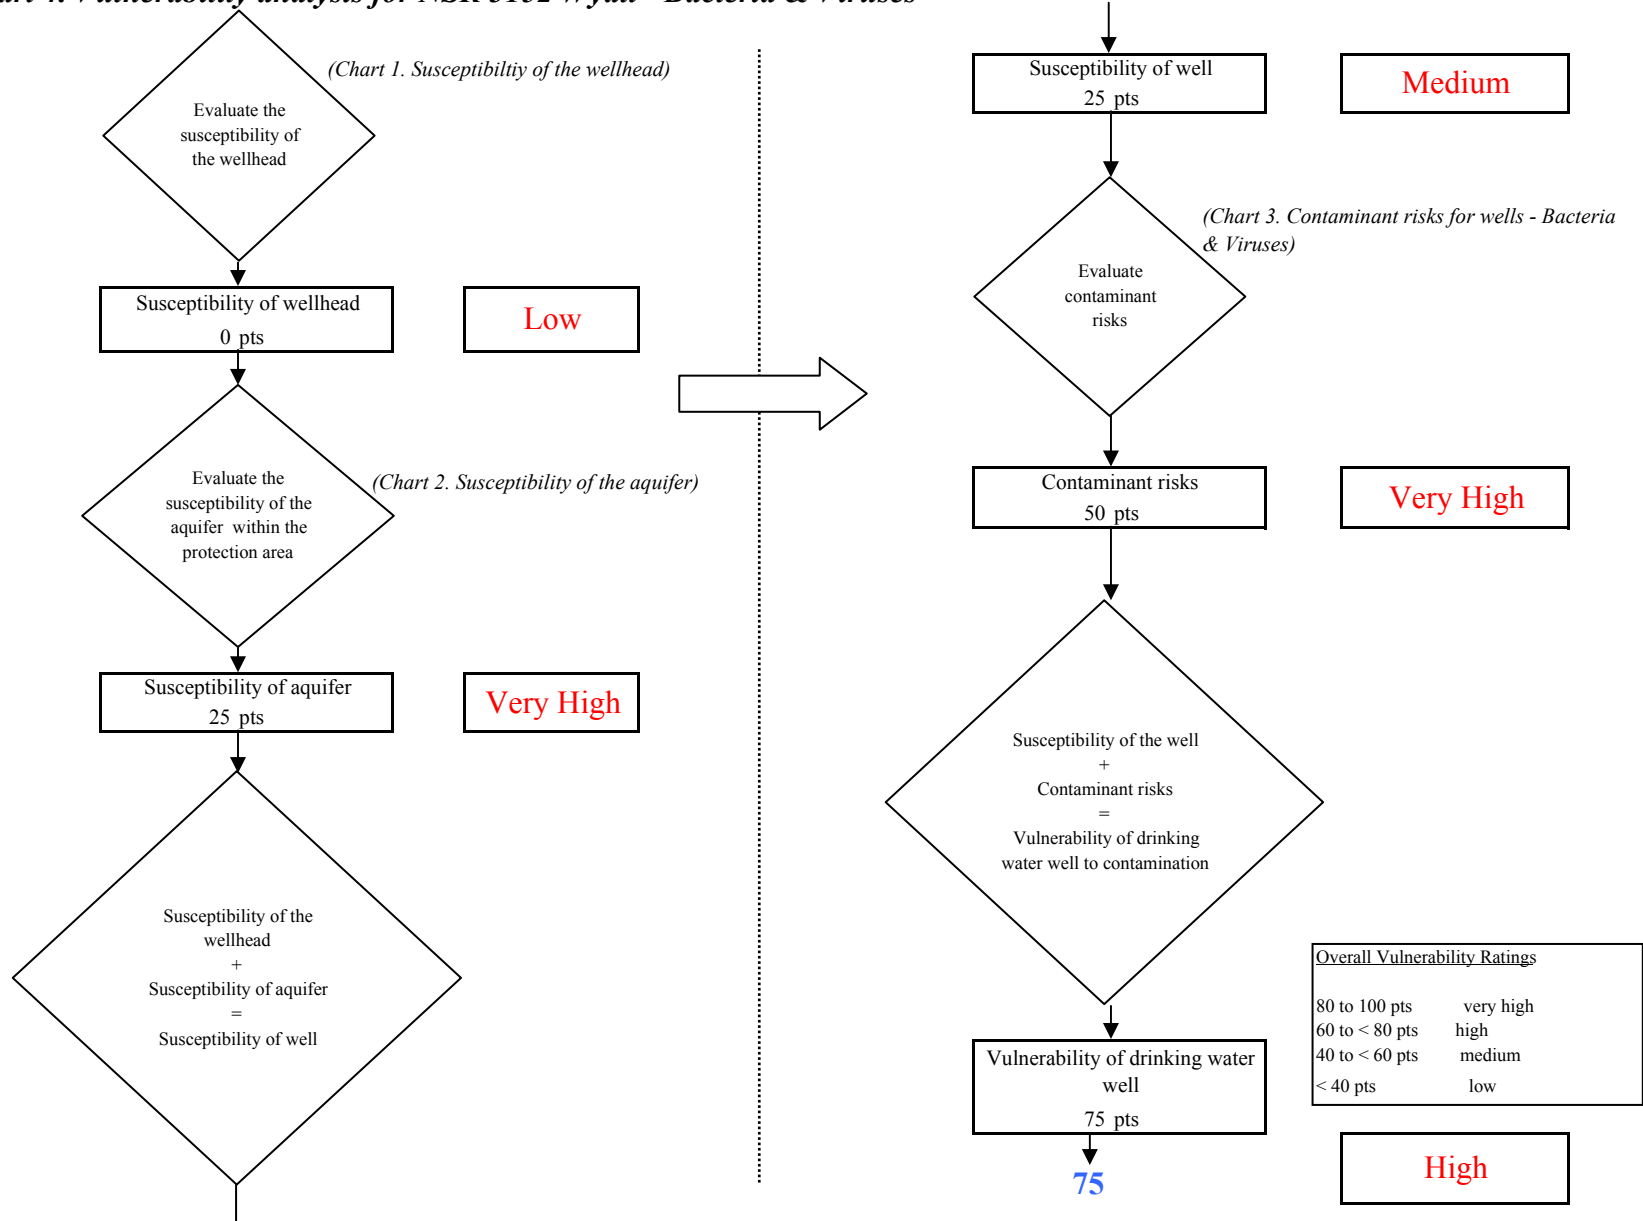 Vulnerability analysis for
Bacteria & Viruses
(Chart 1. Susceptibiltiy of the wellhead)
Evaluate the
susceptibility of
the wellhead
Susceptibility of wellhead
0 pts
Low
Evaluate the
susceptibility of the
aquifer within the
protection area
(Chart 2. Susceptibility of the aquifer)
Susceptibility of aquifer
25 pts
Very High
Susceptibility of the
wellhead
+
Susceptibility of aquifer
=
Susceptibility of well
Susceptibility of well
25 pts
Medium
(Chart 3. Contaminant risks for wells - Bacteria
& Viruses)
Evaluate
contaminant
risks
Contaminant risks
50 pts
Very High
Susceptibility of the well
+
Contaminant risks
=
Vulnerability of drinking
water well to contamination
Overall Vulnerability Ratings
80 to 100 pts very high
60 to < 80 pts high
40 to < 60 pts medium
< 40 pts low
Vulnerability of drinking water
well
75 pts
75
High